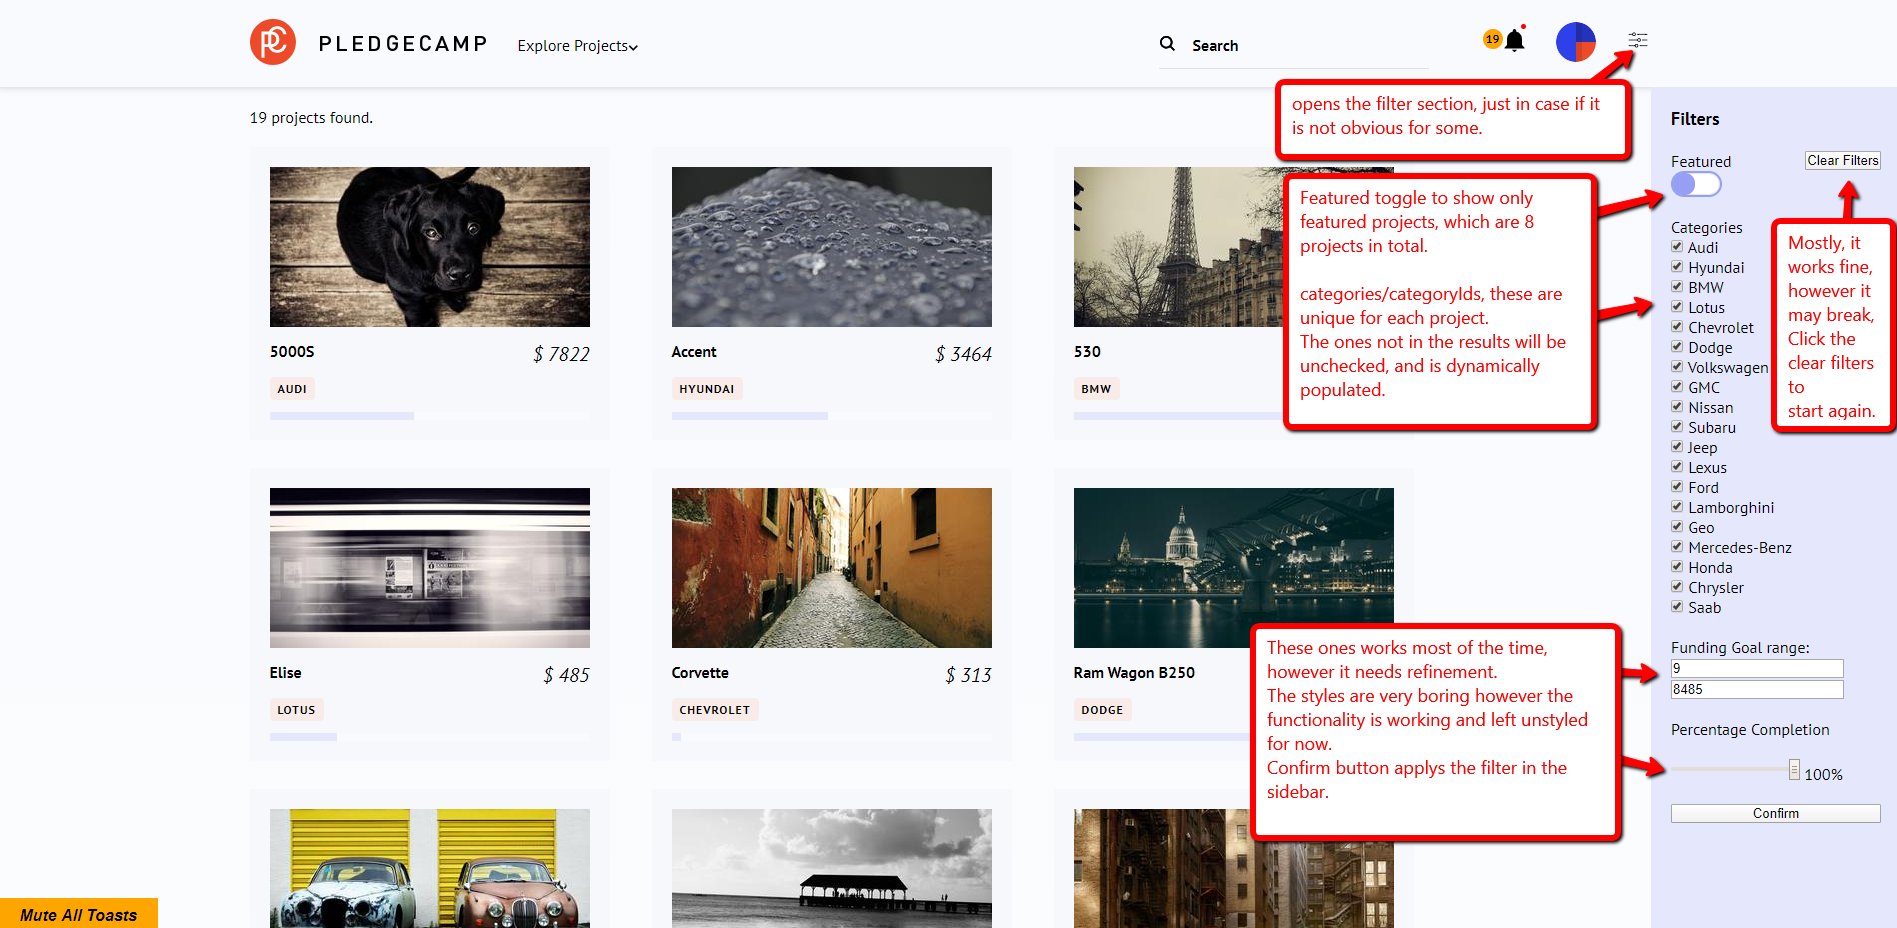 PLEDGECAMP
Explore Projects
Search
19
opens the filter section, just in case if it
is not obvious for some.
19 projects found.
Filters
Featured
Clear Filters
Featured toggle to show only
featured projects, which are 8
projects in total.
categories/categoryIds, these are
unique for each project.
The ones not in the results will be
unchecked, and is dynamically
populated.
Mostly, it
works fine,
however it
may break,
Click the
clear filters
to
start again.
Categories
Audi
Hyundai
BMW
Lotus
Chevrolet
Dodge
Volkswagen
GMC
Nissan
Subaru
Jeep
Lexus
Ford
Lamborghini
Geo
Mercedes-Benz
Honda
Chrysler
Saab
5000S
$ 7822
AUDI
Accent
$ 3464
HYUNDAI
530
BMW
Elise
$ 485
LOTUS
Corvette
$ 313
CHEVROLET
Ram Wagon B250
DODGE
These ones works most of the time,
however it needs refinement.
The styles are very boring however the
functionality is working and left unstyled
for now.
Confirm button applys the filter in the
sidebar.
Funding Goal range:
9
8485
Percentage Completion
100%
Confirm
Mute All Toasts